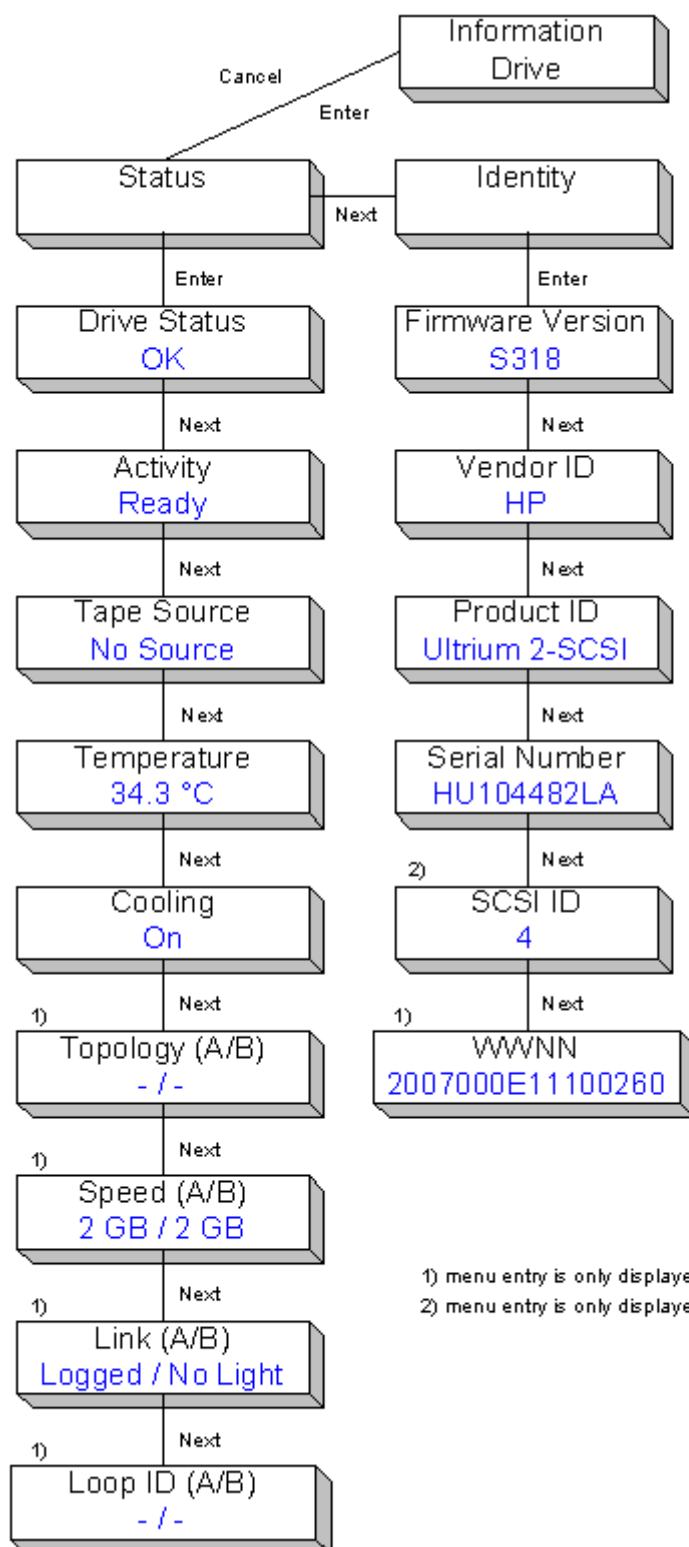 Information
Drive
Cancel
Enter
Status
Identity
Next
Enter
Enter
Drive Status
OK
Firmware Version
S318
Next
Next
Activity
Ready
Vendor ID
HP
Next
Next
Tape Source
No Source
Product ID
Ultrium 2-SCSI
Next
Next
Temperature
34.3 °C
Serial Number
HU104482LA
Next
Next
2)
Cooling
On
SCSI ID
4
Next
Next
1)
1)
Topology (A/B)
- / -
WWNN
2007000E11100260
Next
1)
Speed (A/B)
2 GB / 2 GB
1) menu entry is only displaye
2) menu entry is only displaye
Next
1)
Link (A/B)
Logged / No Light
Next
1)
Loop ID (A/B)
- / -